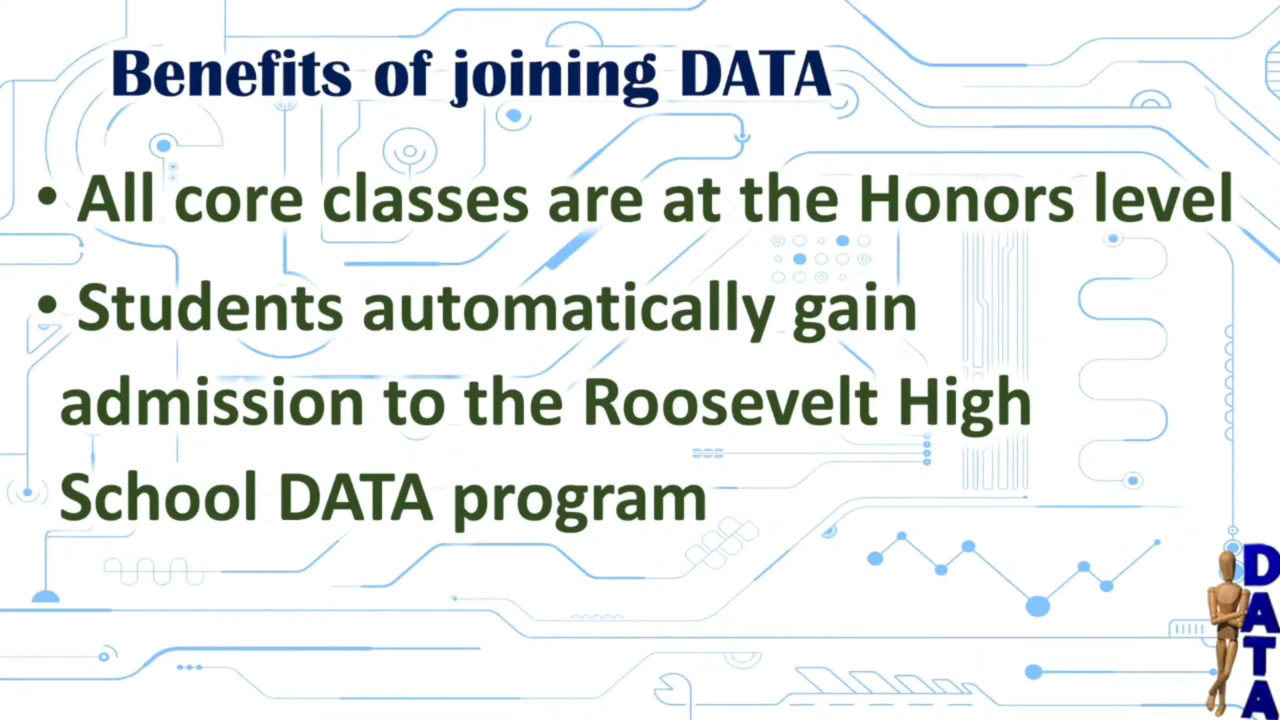 Benefits of joining DATA
• All core classes are at the Honors level
• Students automatically gain
admission to the Roosevelt High
School DATA program
DATA